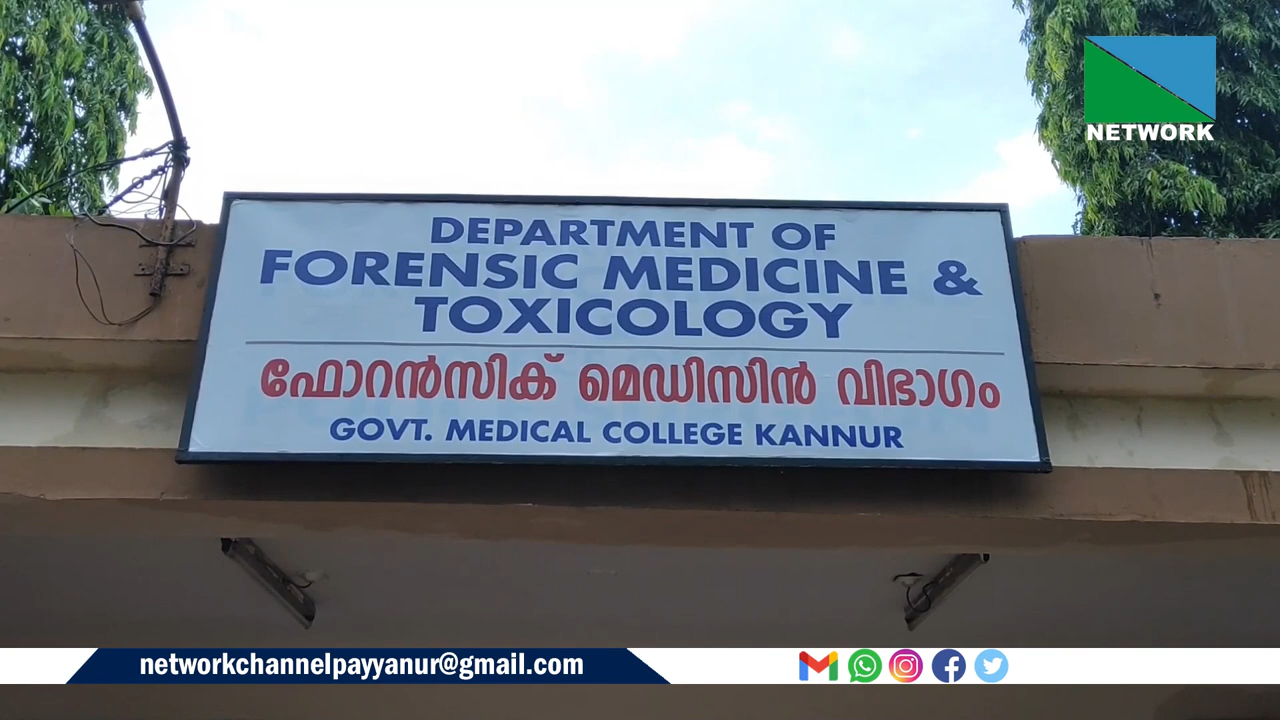 NETWORK
DEPARTMENT OF
FORENSIC MEDICINE &
TOXICOLOGY
ഫോറൻസിക് മെഡിസിൻ വിഭാഗം
GOVT. MEDICAL COLLEGE KANNUR
networkchannelpayyanur@gmail.com